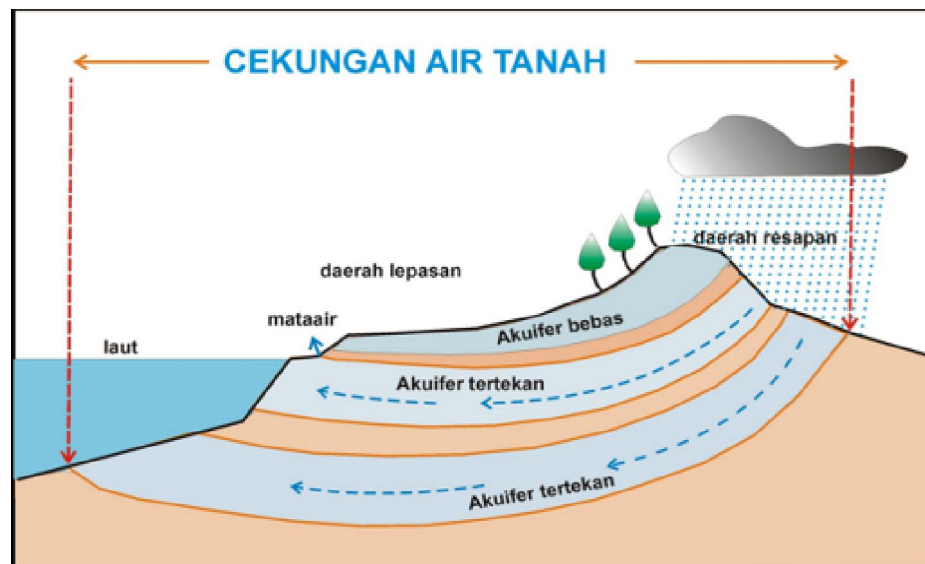 CEKUNGAN AIR TANAH
daerah resapan
daerah lepasan
mataair
Akuifer bebas
laut
Akuifer tertekan
Akuifer tertekan